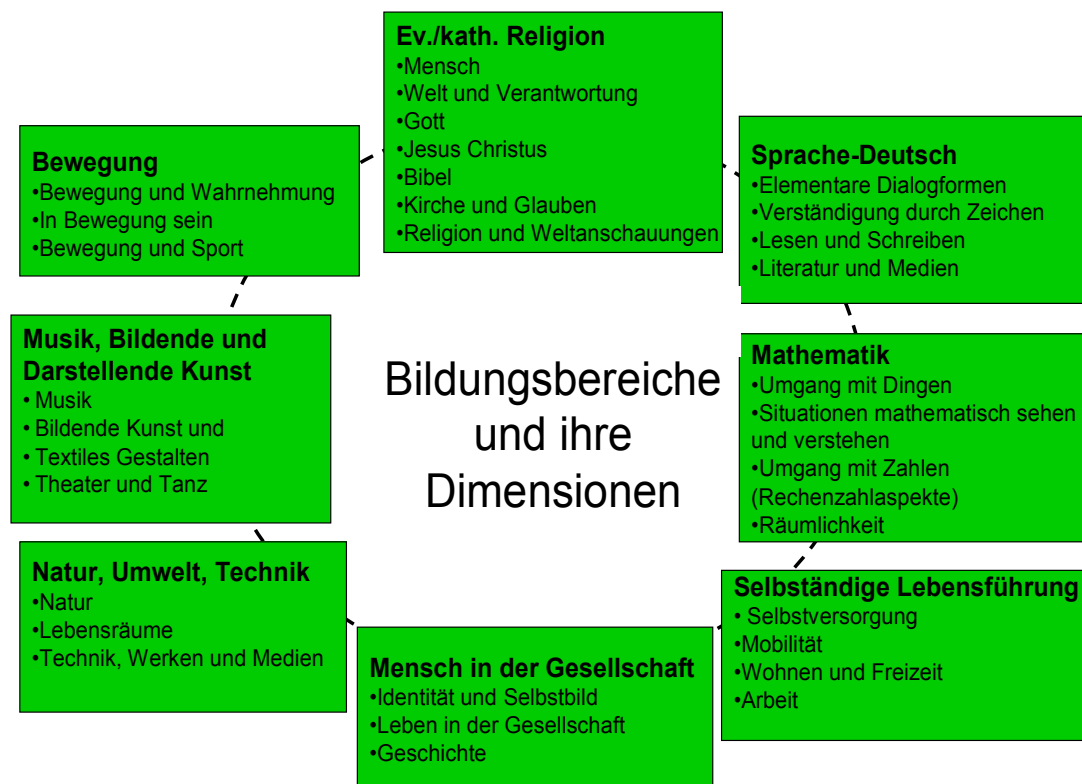 Ev./kath. Religion
•Mensch
•Welt und Verantwortung
•Gott
•Jesus Christus
•Bibel
•Kirche und Glauben
•Religion und Weltanschauungen
Sprache-Deutsch
•Elementare Dialogformen
•Verständigung durch Zeichen
•Lesen und Schreiben
•Literatur und Medien
Mathematik
•Umgang mit Dingen
•Situationen mathematisch sehen
und verstehen
•Umgang mit Zahlen
(Rechenzahlaspekte)
•Räumlichkeit
Selbständige Lebensführung
• Selbstversorgung
•Mobilität
•Wohnen und Freizeit
•Arbeit
Mensch in der Gesellschaft
•Identität und Selbstbild
•Leben in der Gesellschaft
•Geschichte
Natur, Umwelt, Technik
•Natur
•Lebensräume
•Technik, Werken und Medien
Musik, Bildende und
Darstellende Kunst
• Musik
• Bildende Kunst und
• Textiles Gestalten
• Theater und Tanz
Bewegung
•Bewegung und Wahrnehmung
•In Bewegung sein
•Bewegung und Sport
Bildungsbereiche
und ihre
Dimensionen